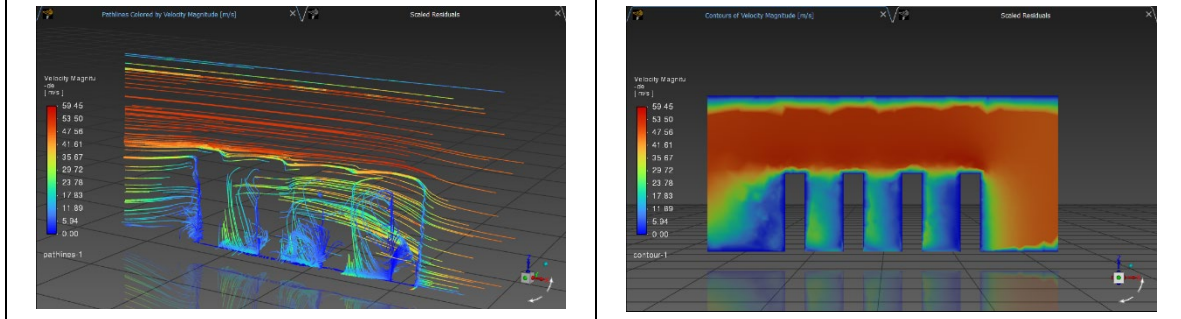 Pathlines Colored by Velocity Magnitude [m/s]
Scaled Residuals
Velocity Magnitu
-de
[ m/s ]
59.45
53.50
47.56
41.61
35.67
29.72
23.78
17.83
11.89
5.94
0.00
pathlines-1
Contours of Velocity Magnitude [m/s]
Scaled Residuals
Velocity Magnitu
-de
[ m/s ]
59.45
53.50
47.56
41.61
35.67
29.72
23.78
17.83
11.89
5.94
0.00
contour-1